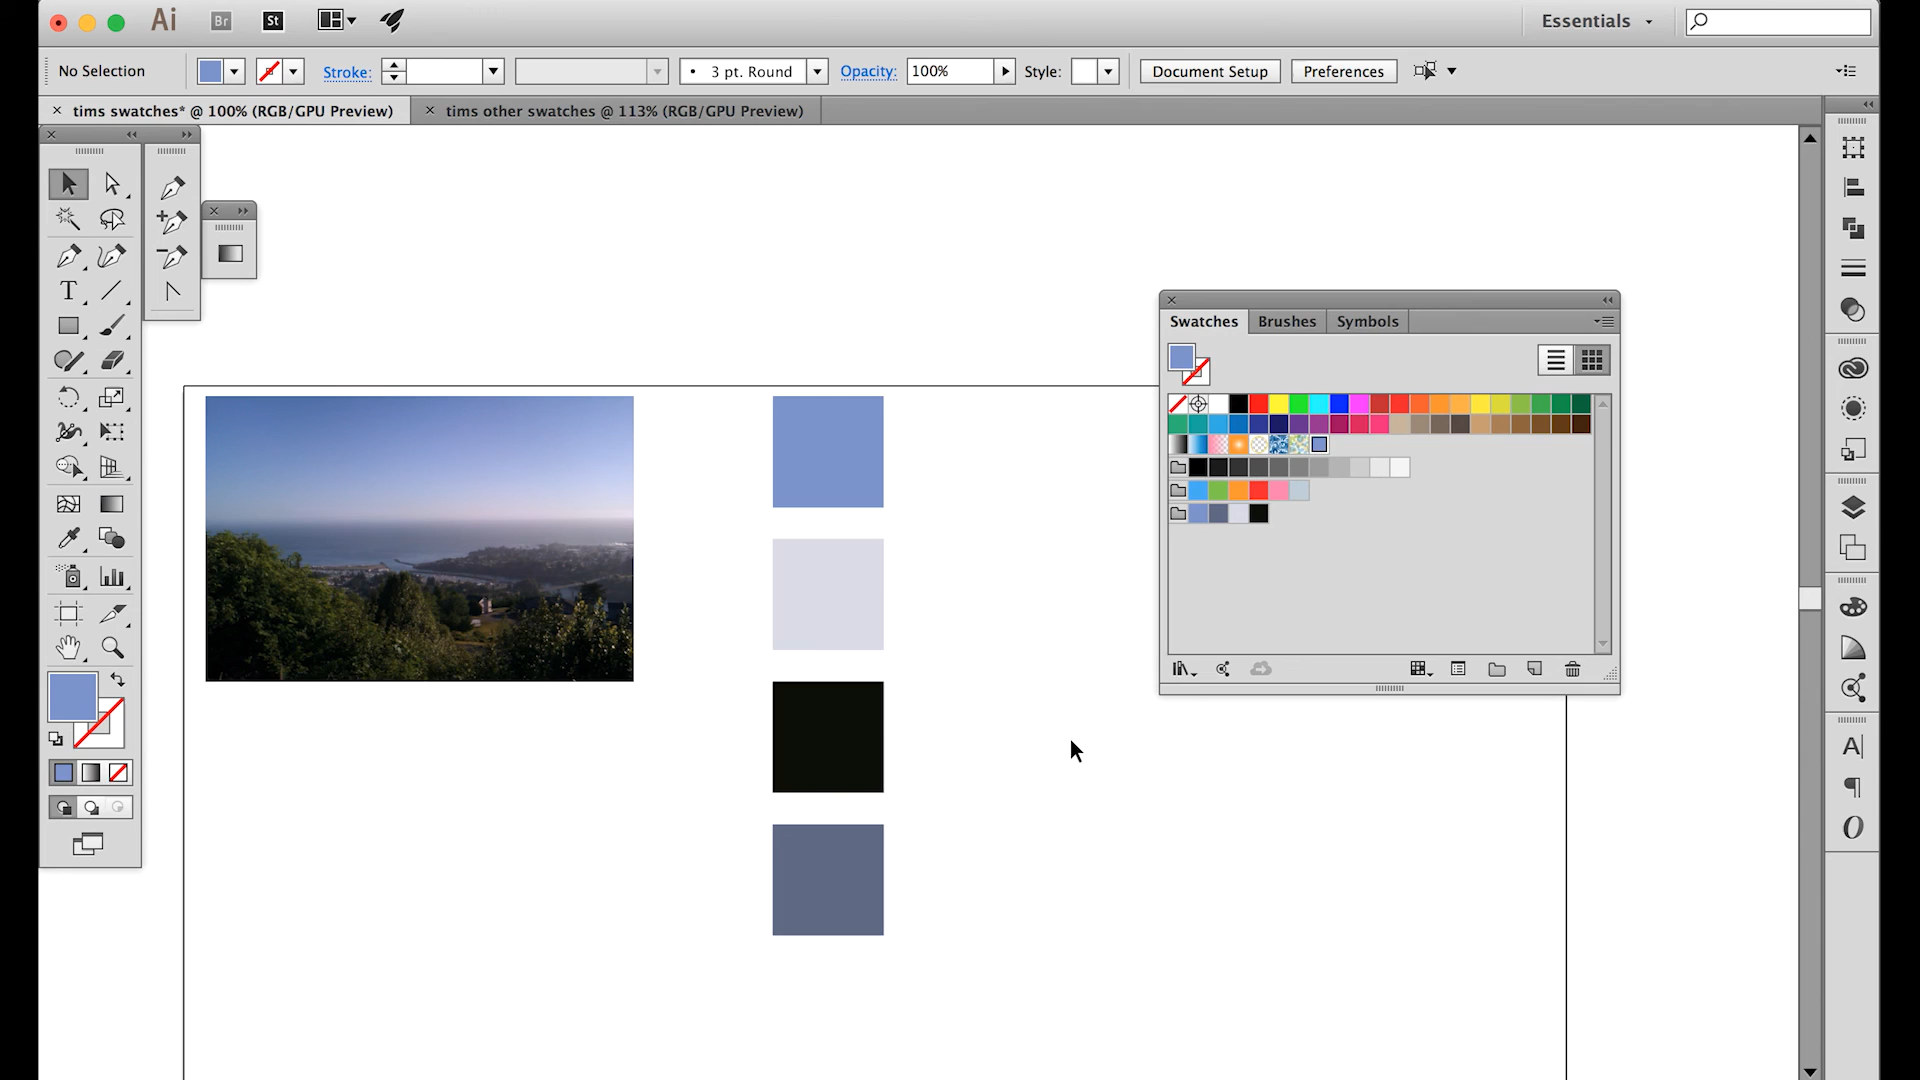 Ai Br St Essentials
No Selection Stroke: 3 pt. Round Opacity: 100% Style: Document Setup Preferences
tims swatches* @ 100% (RGB/GPU Preview) tims other swatches @ 113% (RGB/GPU Preview)
Swatches Brushes Symbols